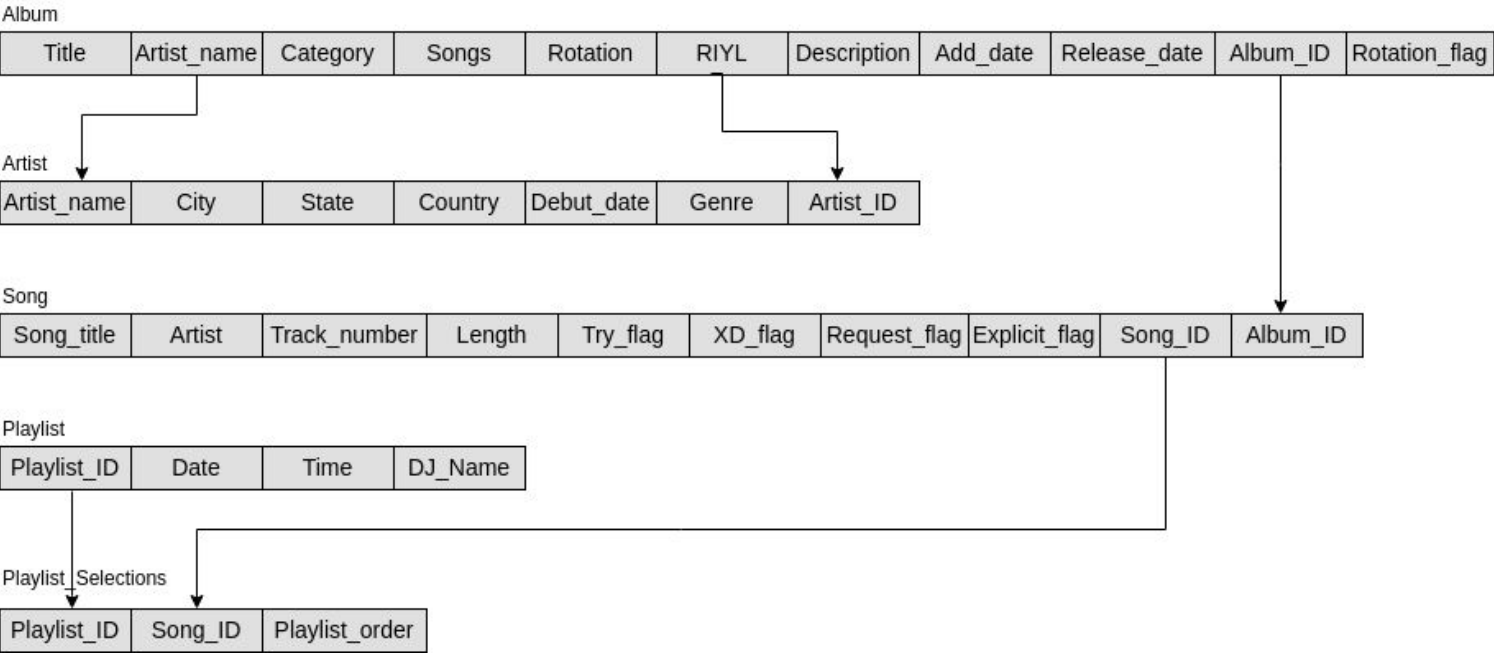 Album
Title Artist_name Category Songs Rotation RIYL Description Add_date Release_date Album_ID Rotation_flag
Artist
Artist_name City State Country Debut_date Genre Artist_ID
Song
Song_title Artist Track_number Length Try_flag XD_flag Request_flag Explicit_flag Song_ID Album_ID
Playlist
Playlist_ID Date Time DJ_Name
Playlist_Selections
Playlist_ID Song_ID Playlist_order